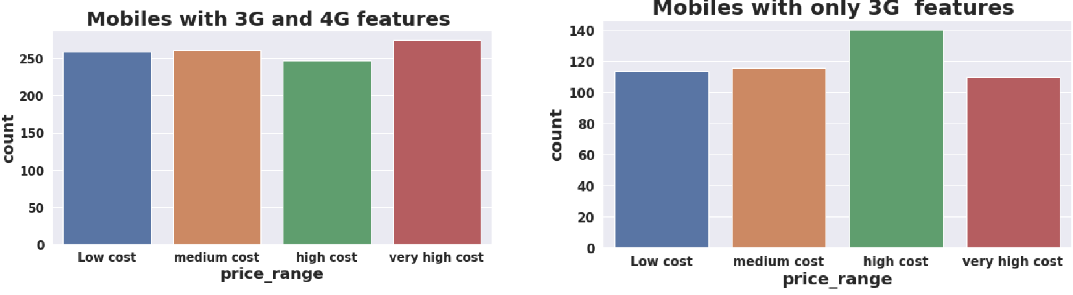 Mobiles with 3G and 4G features
250
200
150
100
50
0
count
Low cost medium cost high cost very high cost
price_range
Mobiles with only 3G features
140
120
100
80
60
40
20
0
count
Low cost medium cost high cost very high cost
price_range